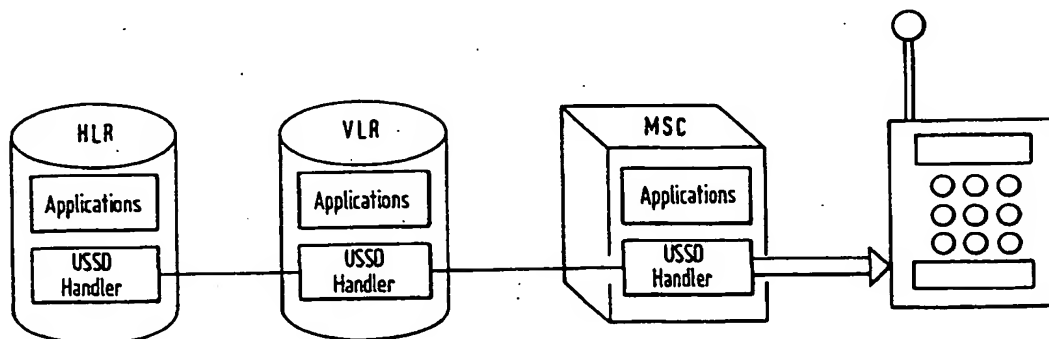 HLR
Applications
USSD
Handler
VLR
Applications
USSD
Handler
MSC
Applications
USSD
Handler